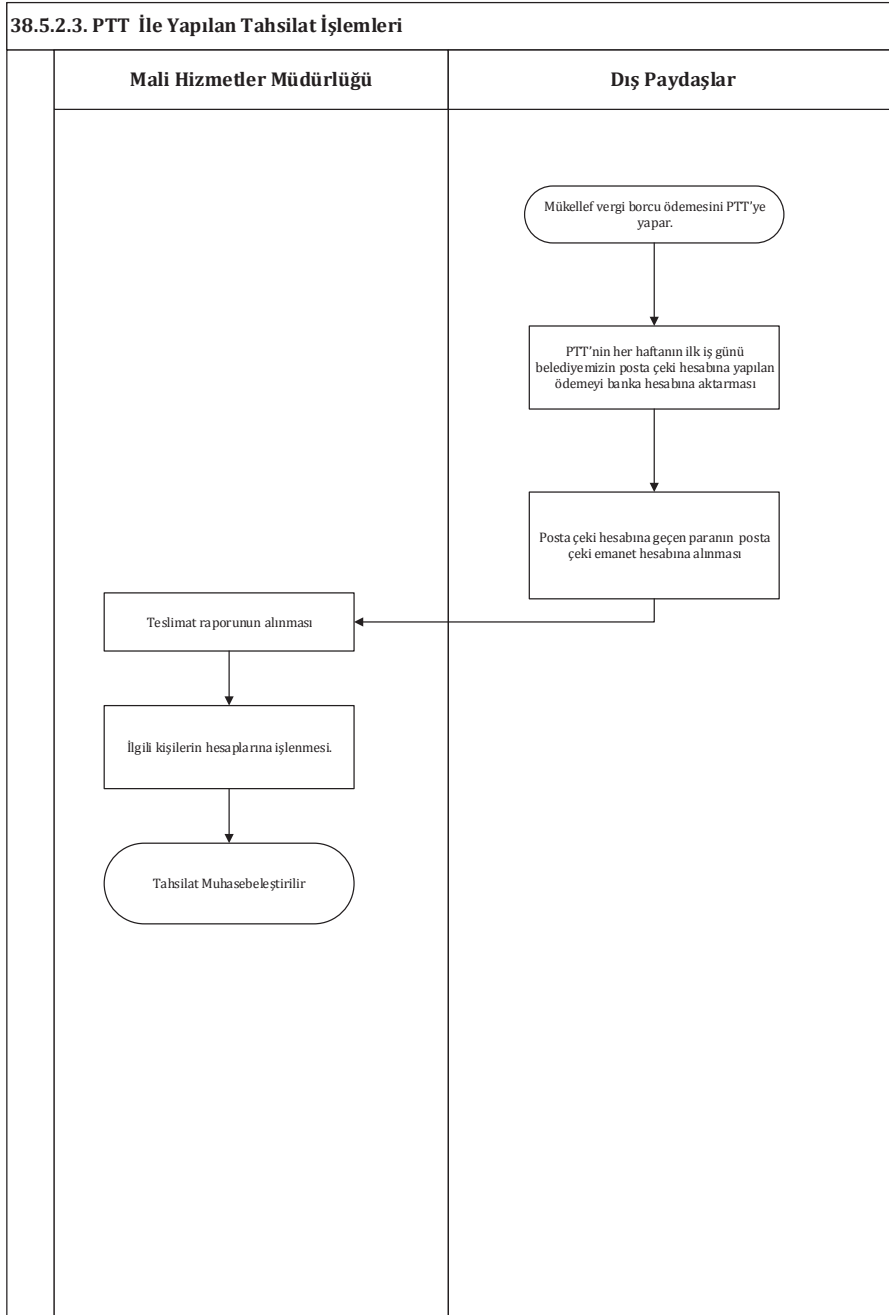 38.5.2.3. PTT  İle Yapılan Tahsilat İşlemleri
Mali Hizmetler Müdürlüğü
Dış Paydaşlar
Mükellef vergi borcu ödemesini PTT'ye
yapar.
PTT'nin her haftanın ilk iş günü
belediyemizin posta çeki hesabına yapılan
ödemeyi banka hesabına aktarması
Posta çeki hesabına geçen paranın  posta
çeki emanet hesabına alınması
Teslimat raporunun alınması
İlgili kişilerin hesaplarına işlenmesi.
Tahsilat Muhasebeleştirilir